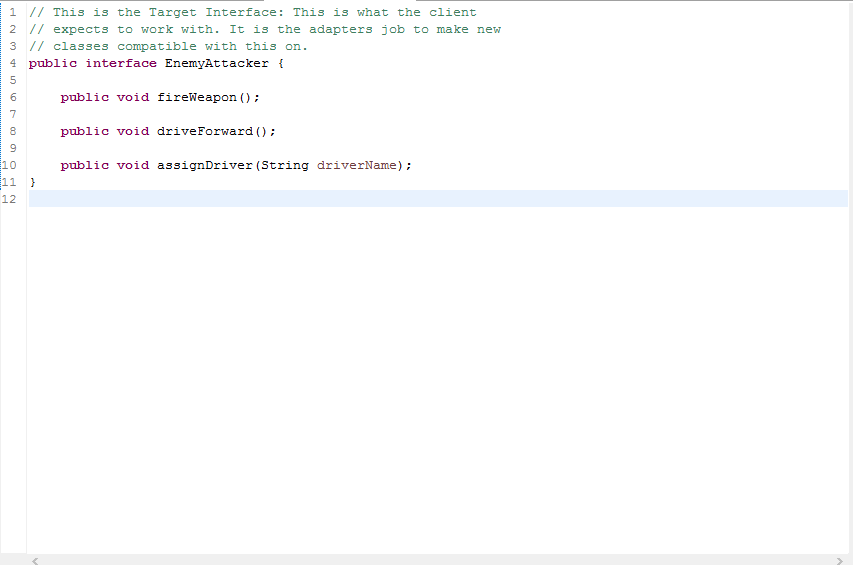 1 // This is the Target Interface: This is what the client
2 // expects to work with. It is the adapters job to make new
3 // classes compatible with this on.
4 public interface EnemyAttacker {
5
6     public void fireWeapon();
7
8     public void driveForward();
9
10     public void assignDriver(String driverName);
11 }
12